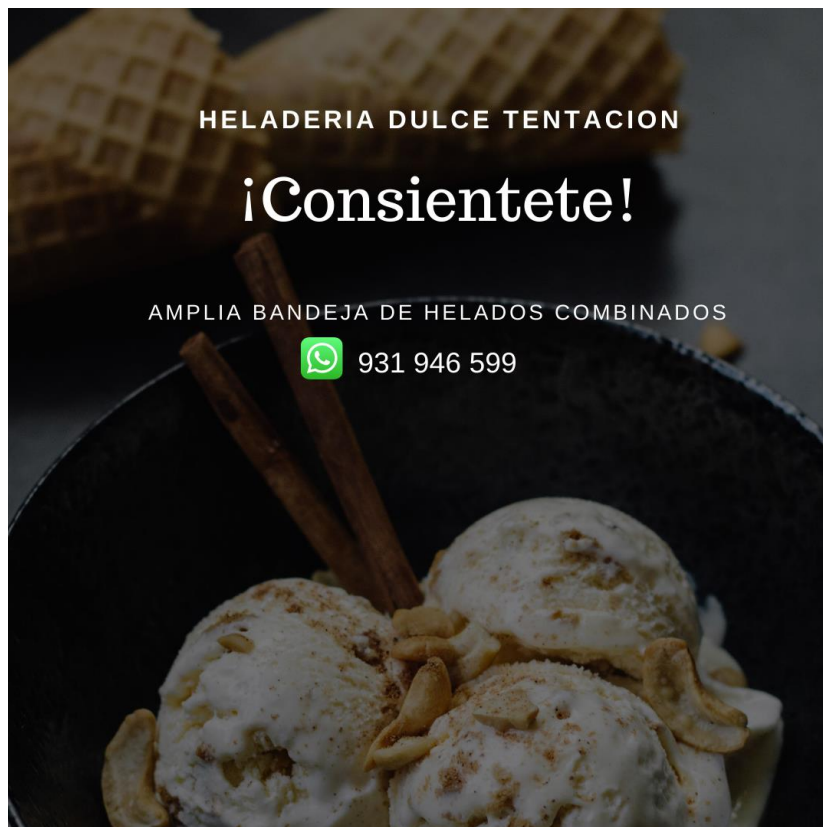 HELADERIA DULCE TENTACION
¡Consientete!
AMPLIA BANDEJA DE HELADOS COMBINADOS
931 946 599